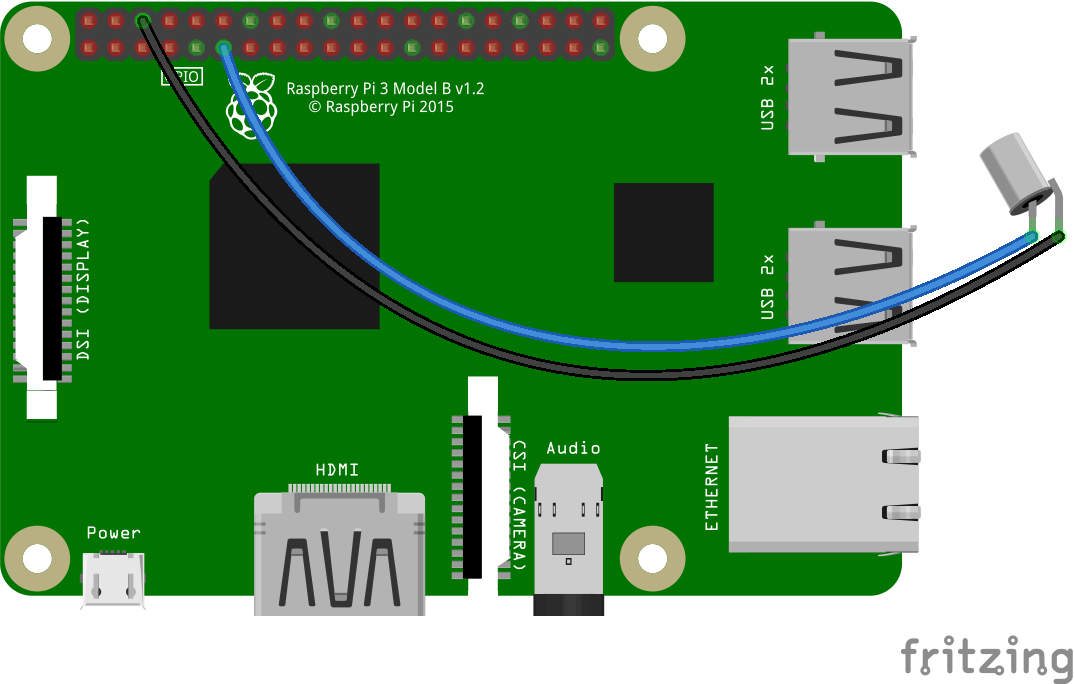 GPIO
Raspberry Pi 3 Model B v1.2
© Raspberry Pi 2015
USB 2x
DSI (DISPLAY)
USB 2x
HDMI
CSI (CAMERA)
Audio
ETHERNET
Power
fritzing